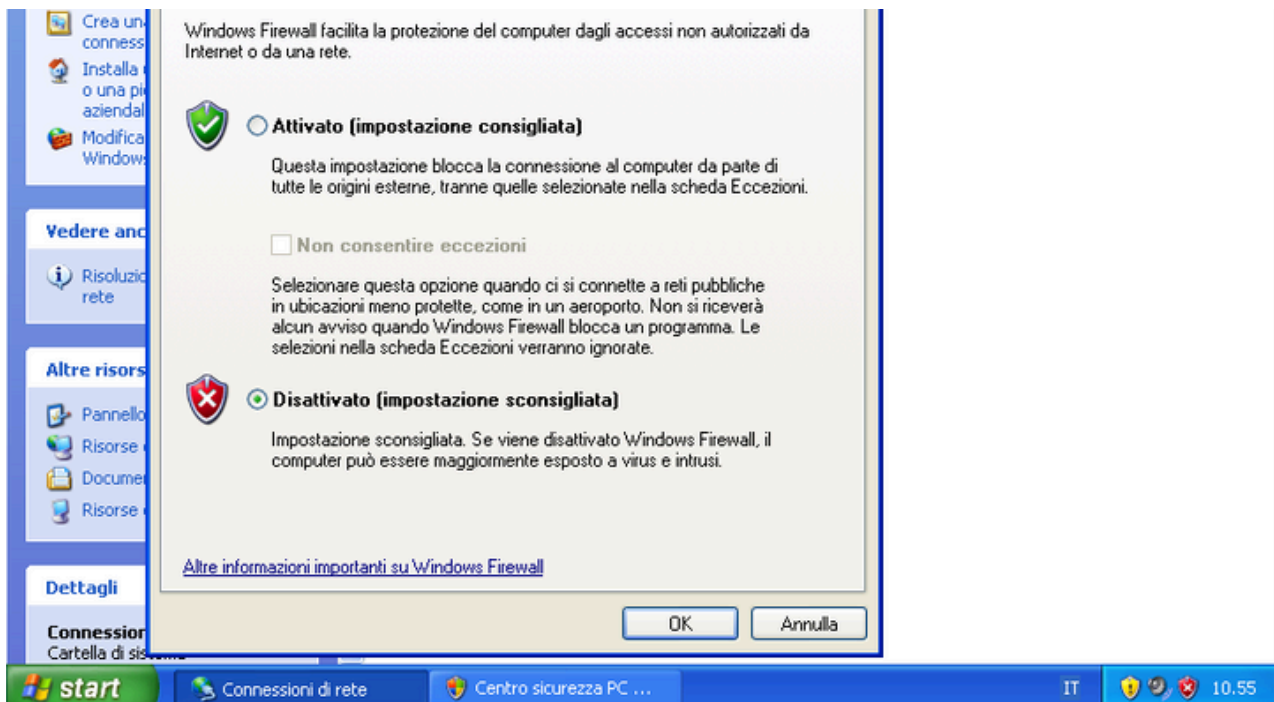 Crea un
conness
Installa
o una pi
aziendal
Modifica
Windows
Vedere anc
Risoluzio
rete
Altre risors
Pannello
Risorse
Docume
Risorse
Dettagli
Connession
Cartella di sis
Windows Firewall facilita la protezione del computer dagli accessi non autorizzati da
Internet o da una rete.
Attivato (impostazione consigliata)
Questa impostazione blocca la connessione al computer da parte di
tutte le origini esterne, tranne quelle selezionate nella scheda Eccezioni.
Non consentire eccezioni
Selezionare questa opzione quando ci si connette a reti pubbliche
in ubicazioni meno protette, come in un aeroporto. Non si riceverà
alcun avviso quando Windows Firewall blocca un programma. Le
selezioni nella scheda Eccezioni verranno ignorate.
Disattivato (impostazione sconsigliata)
Impostazione sconsigliata. Se viene disattivato Windows Firewall, il
computer può essere maggiormente esposto a virus e intrusi.
Altre informazioni importanti su Windows Firewall
OK
Annulla
start
Connessioni di rete
Centro sicurezza PC ...
IT
10.55